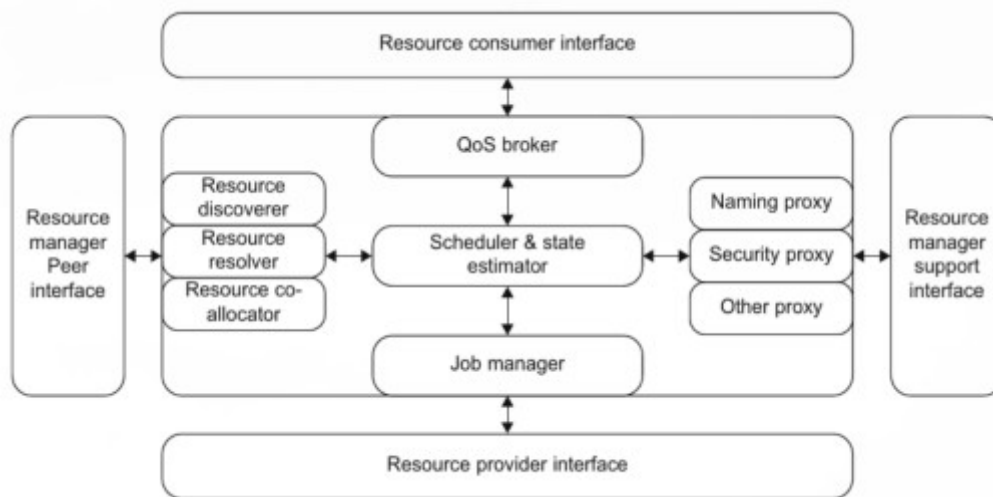 Resource consumer interface
QoS broker
Resource
discoverer
Resource
resolver
Resource co-
allocator
Resource
manager
Peer
interface
Scheduler & state
estimator
Naming proxy
Security proxy
Other proxy
Resource
manager
support
interface
Job manager
Resource provider interface